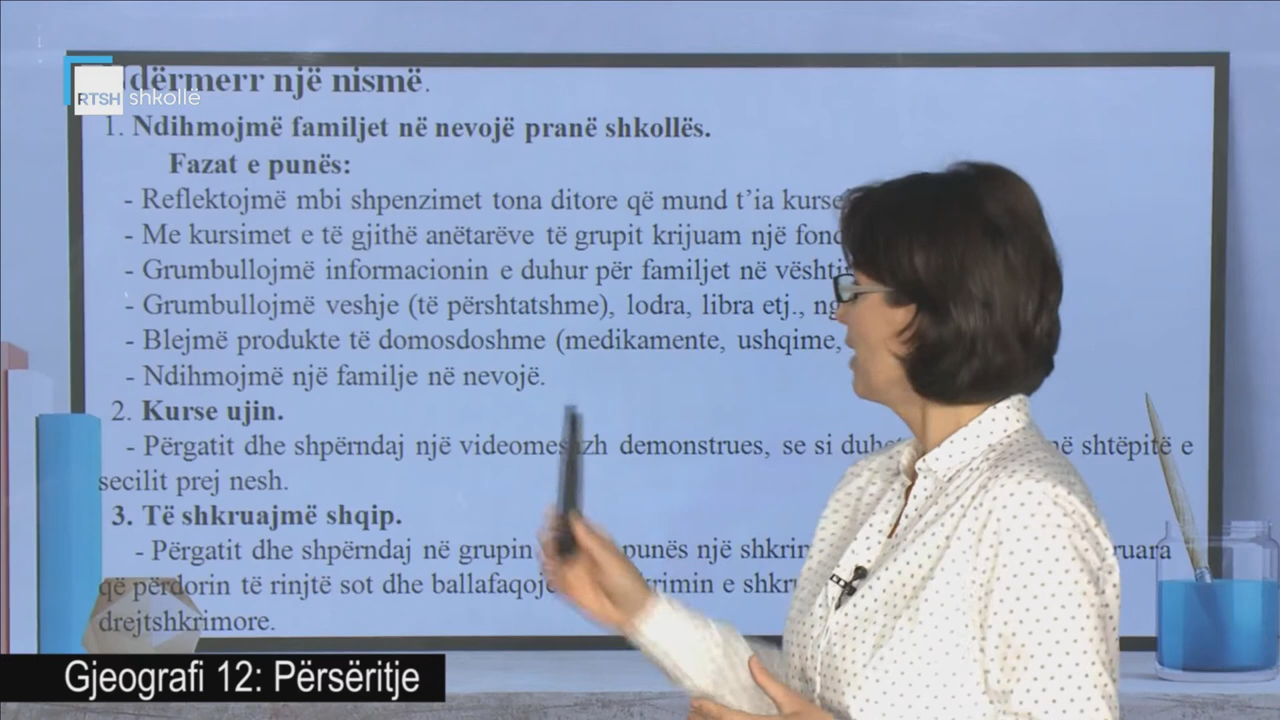 RTSH shkollë
dërmerr një nismë.
1. Ndihmojmë familjet në nevojë pranë shkollës.
Fazat e punës:
- Reflektojmë mbi shpenzimet tona ditore që mund t’ia
- Me kursimet e të gjithë anëtarëve të grupit krijuam një
- Grumbullojmë informacionin e duhur për familjet në
- Grumbullojmë veshje (të përshtatshme), lodra, libra etj.,
- Blejmë produkte të domosdoshme (medikamente, ushqime,
- Ndihmojmë një familje në nevojë.
2. Kurse ujin.
- Përgatit dhe shpërndaj një demonstrues, se si shtëpitë e
secilit prej nesh.
3. Të shkruajmë shqip.
- Përgatit dhe shpërndaj në grupin punës një
që përdorin të rinjtë sot dhe e
drejtshkrimore.
Gjeografi 12: Përsëritje